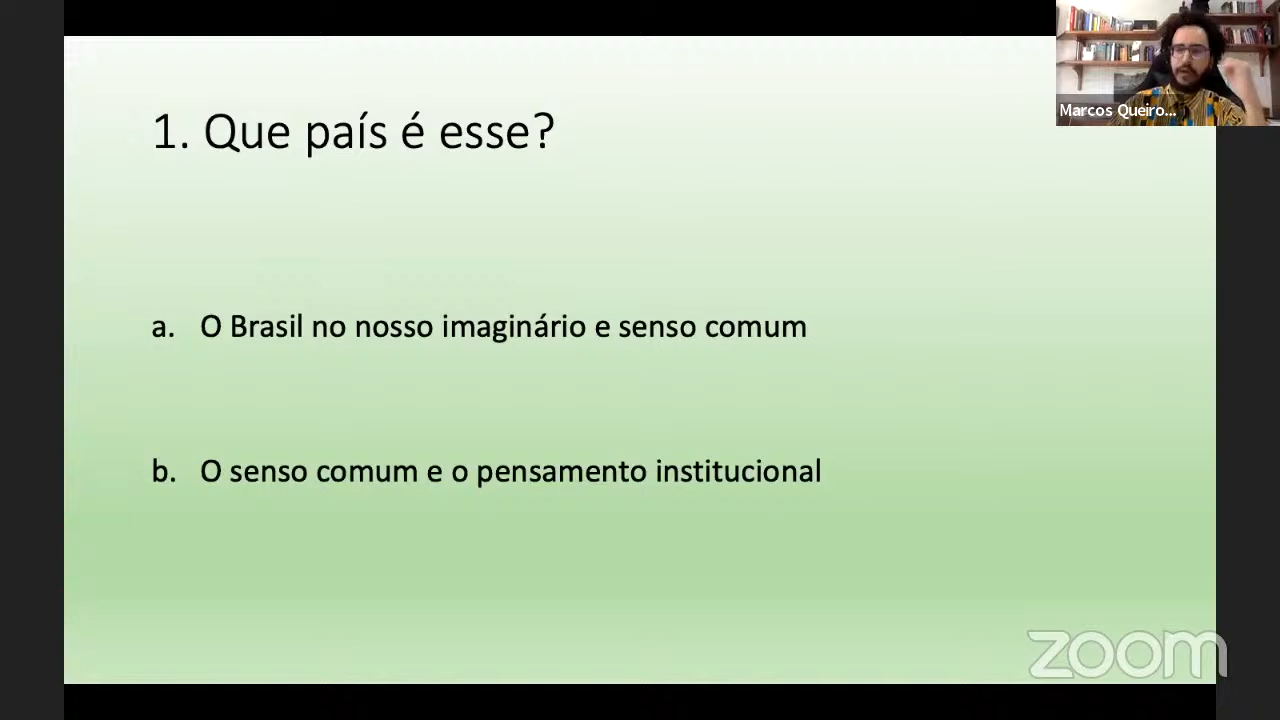 Marcos Queiro...
1. Que país é esse?
a. O Brasil no nosso imaginário e senso comum
b. O senso comum e o pensamento institucional
zoom